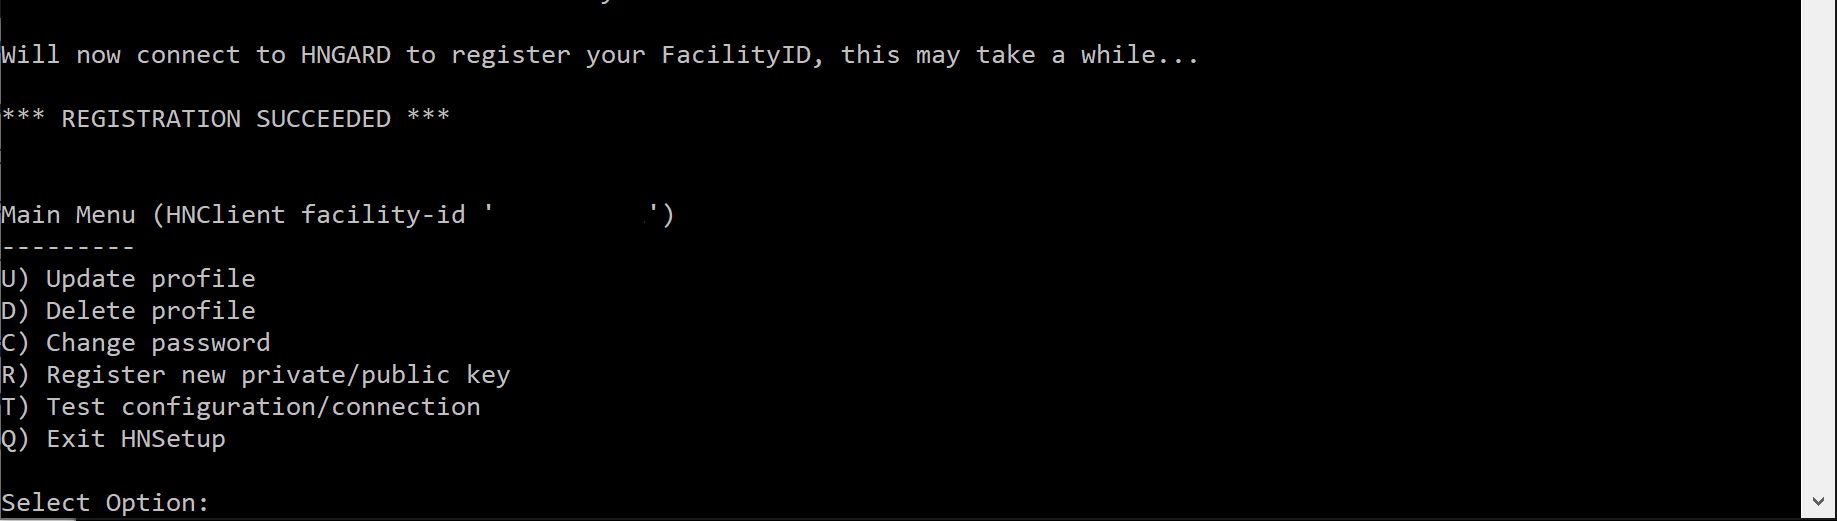 Will now connect to HNGARD to register your FacilityID, this may take a while...
*** REGISTRATION SUCCEEDED ***
Main Menu (HNClient facility-id '          ')
---------
U) Update profile
D) Delete profile
C) Change password
R) Register new private/public key
T) Test configuration/connection
Q) Exit HNSetup
Select Option: